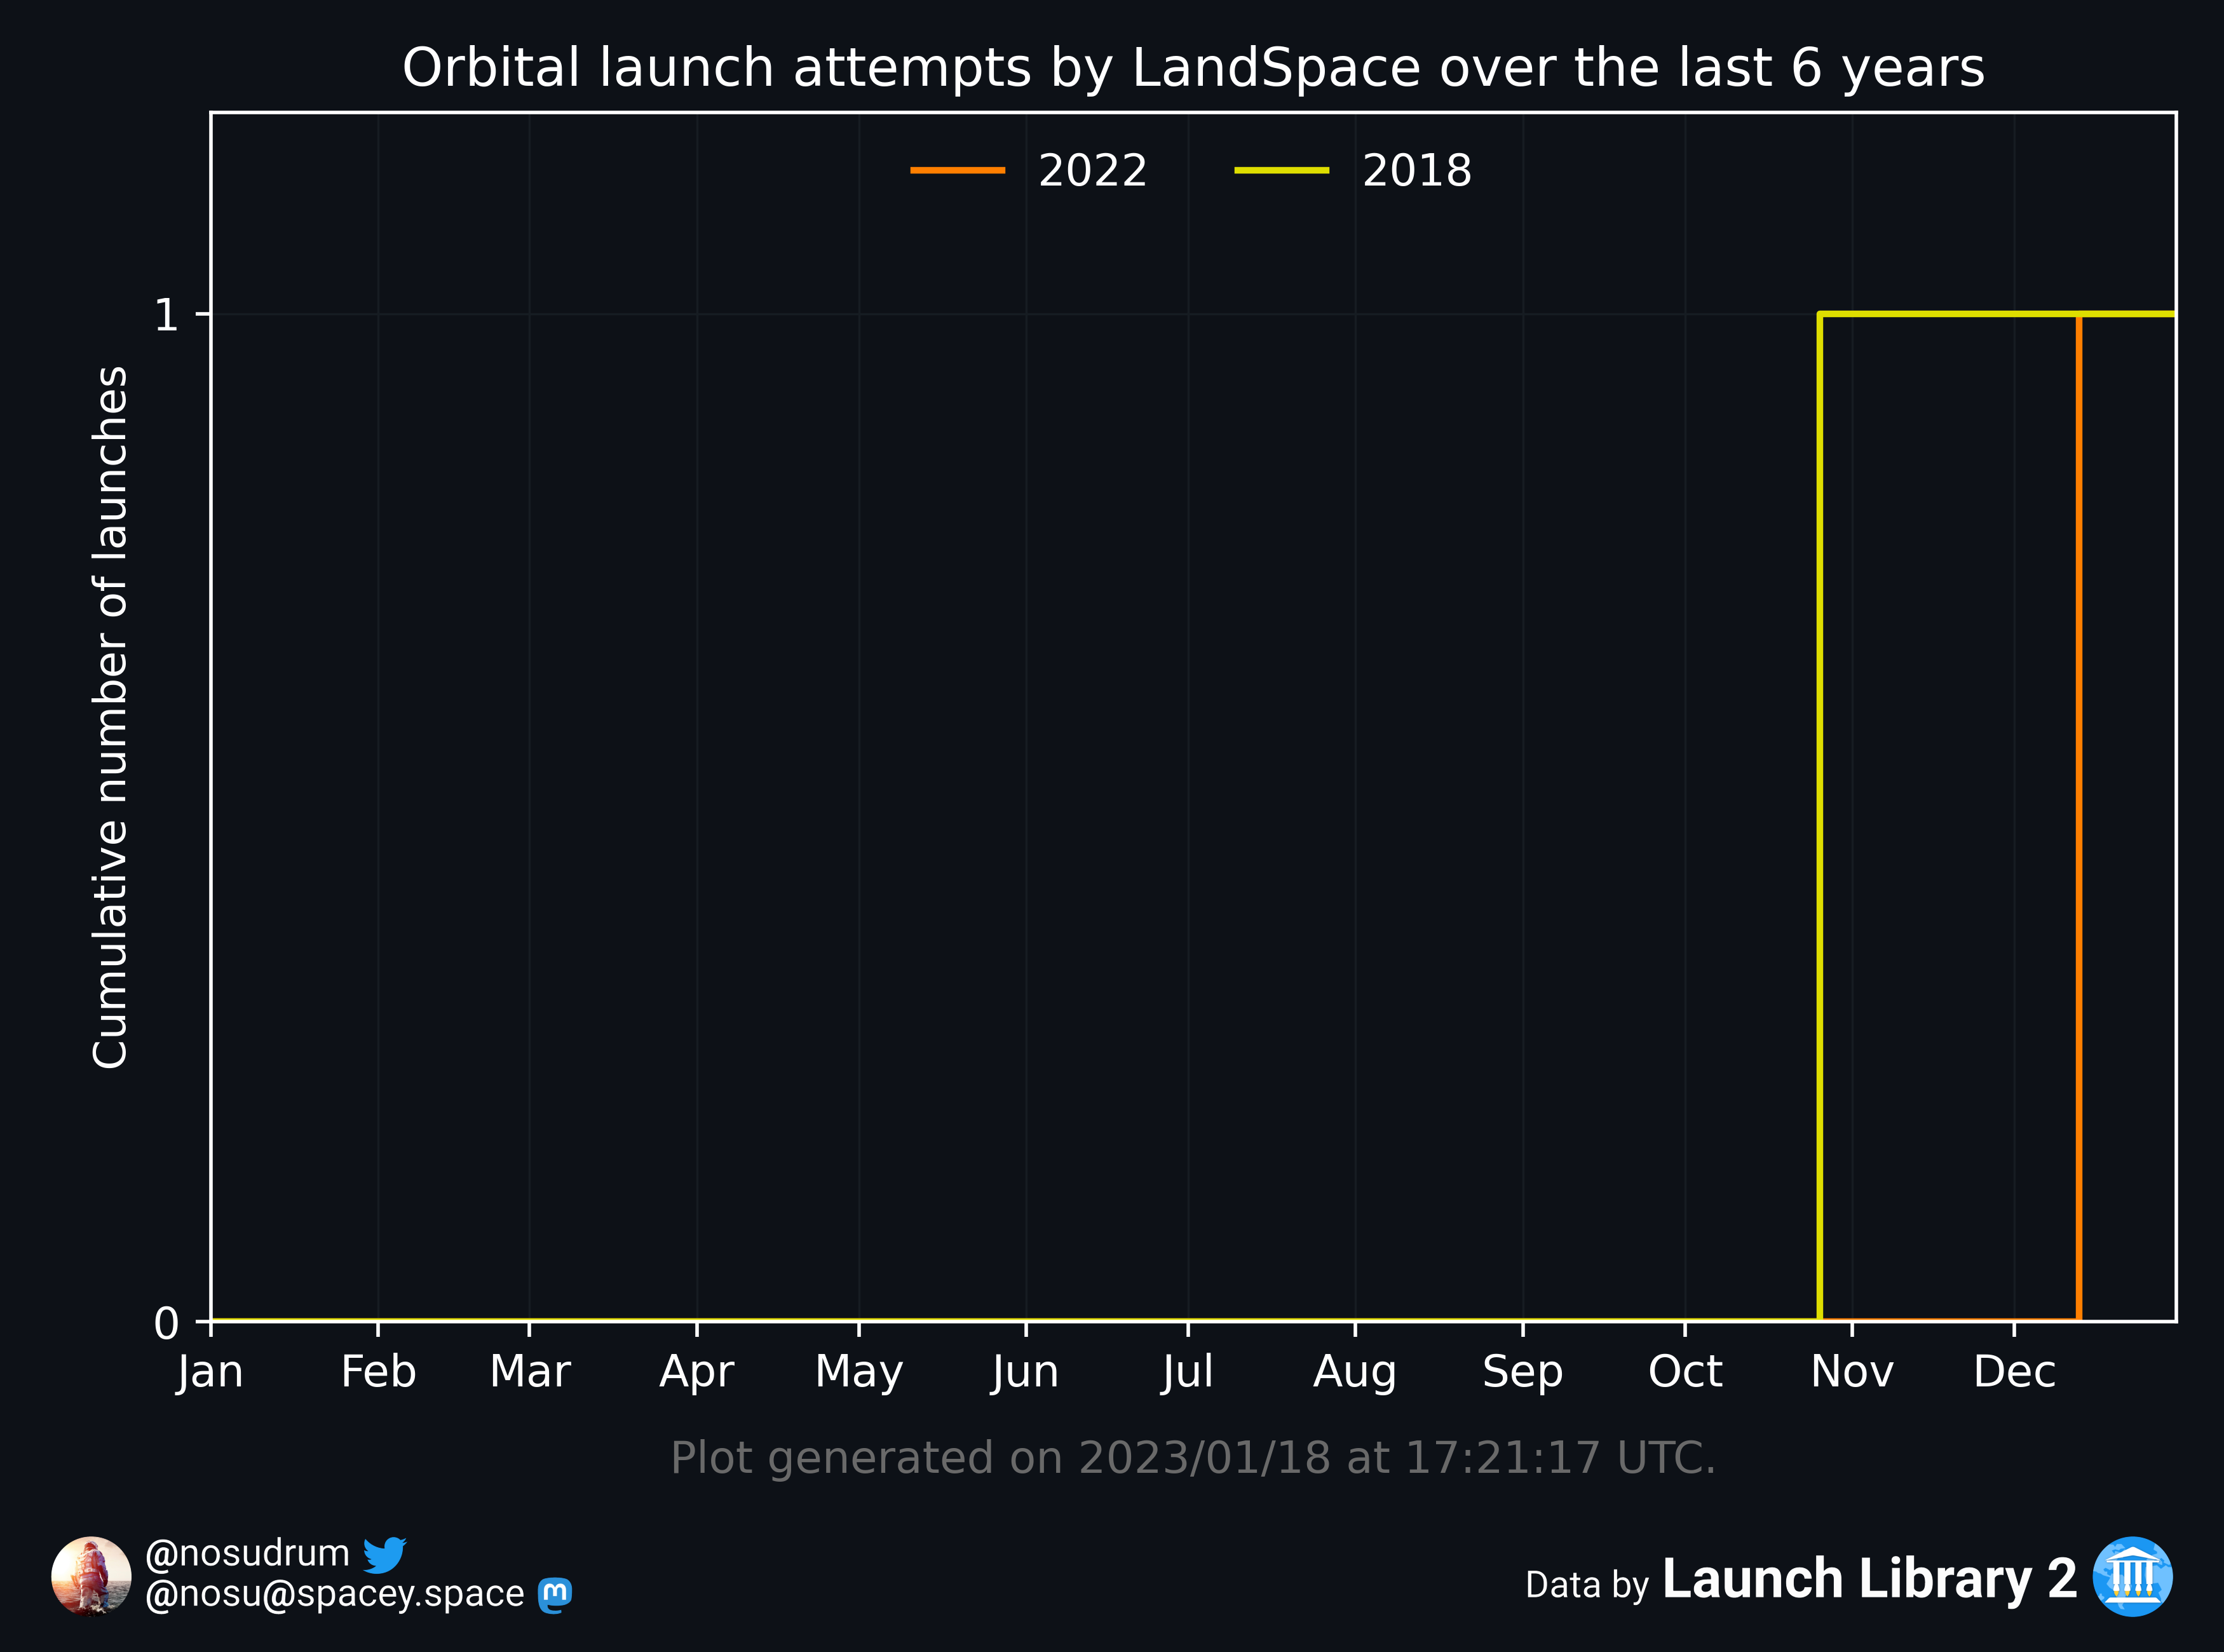 Orbital launch attempts by LandSpace over the last 6 years
2022
2018
Cumulative number of launches
1
0
Jan Feb Mar Apr May Jun Jul Aug Sep Oct Nov Dec
Plot generated on 2023/01/18 at 17:21:17 UTC.
@nosudrum
@nosu@spacey.space
Data by Launch Library 2